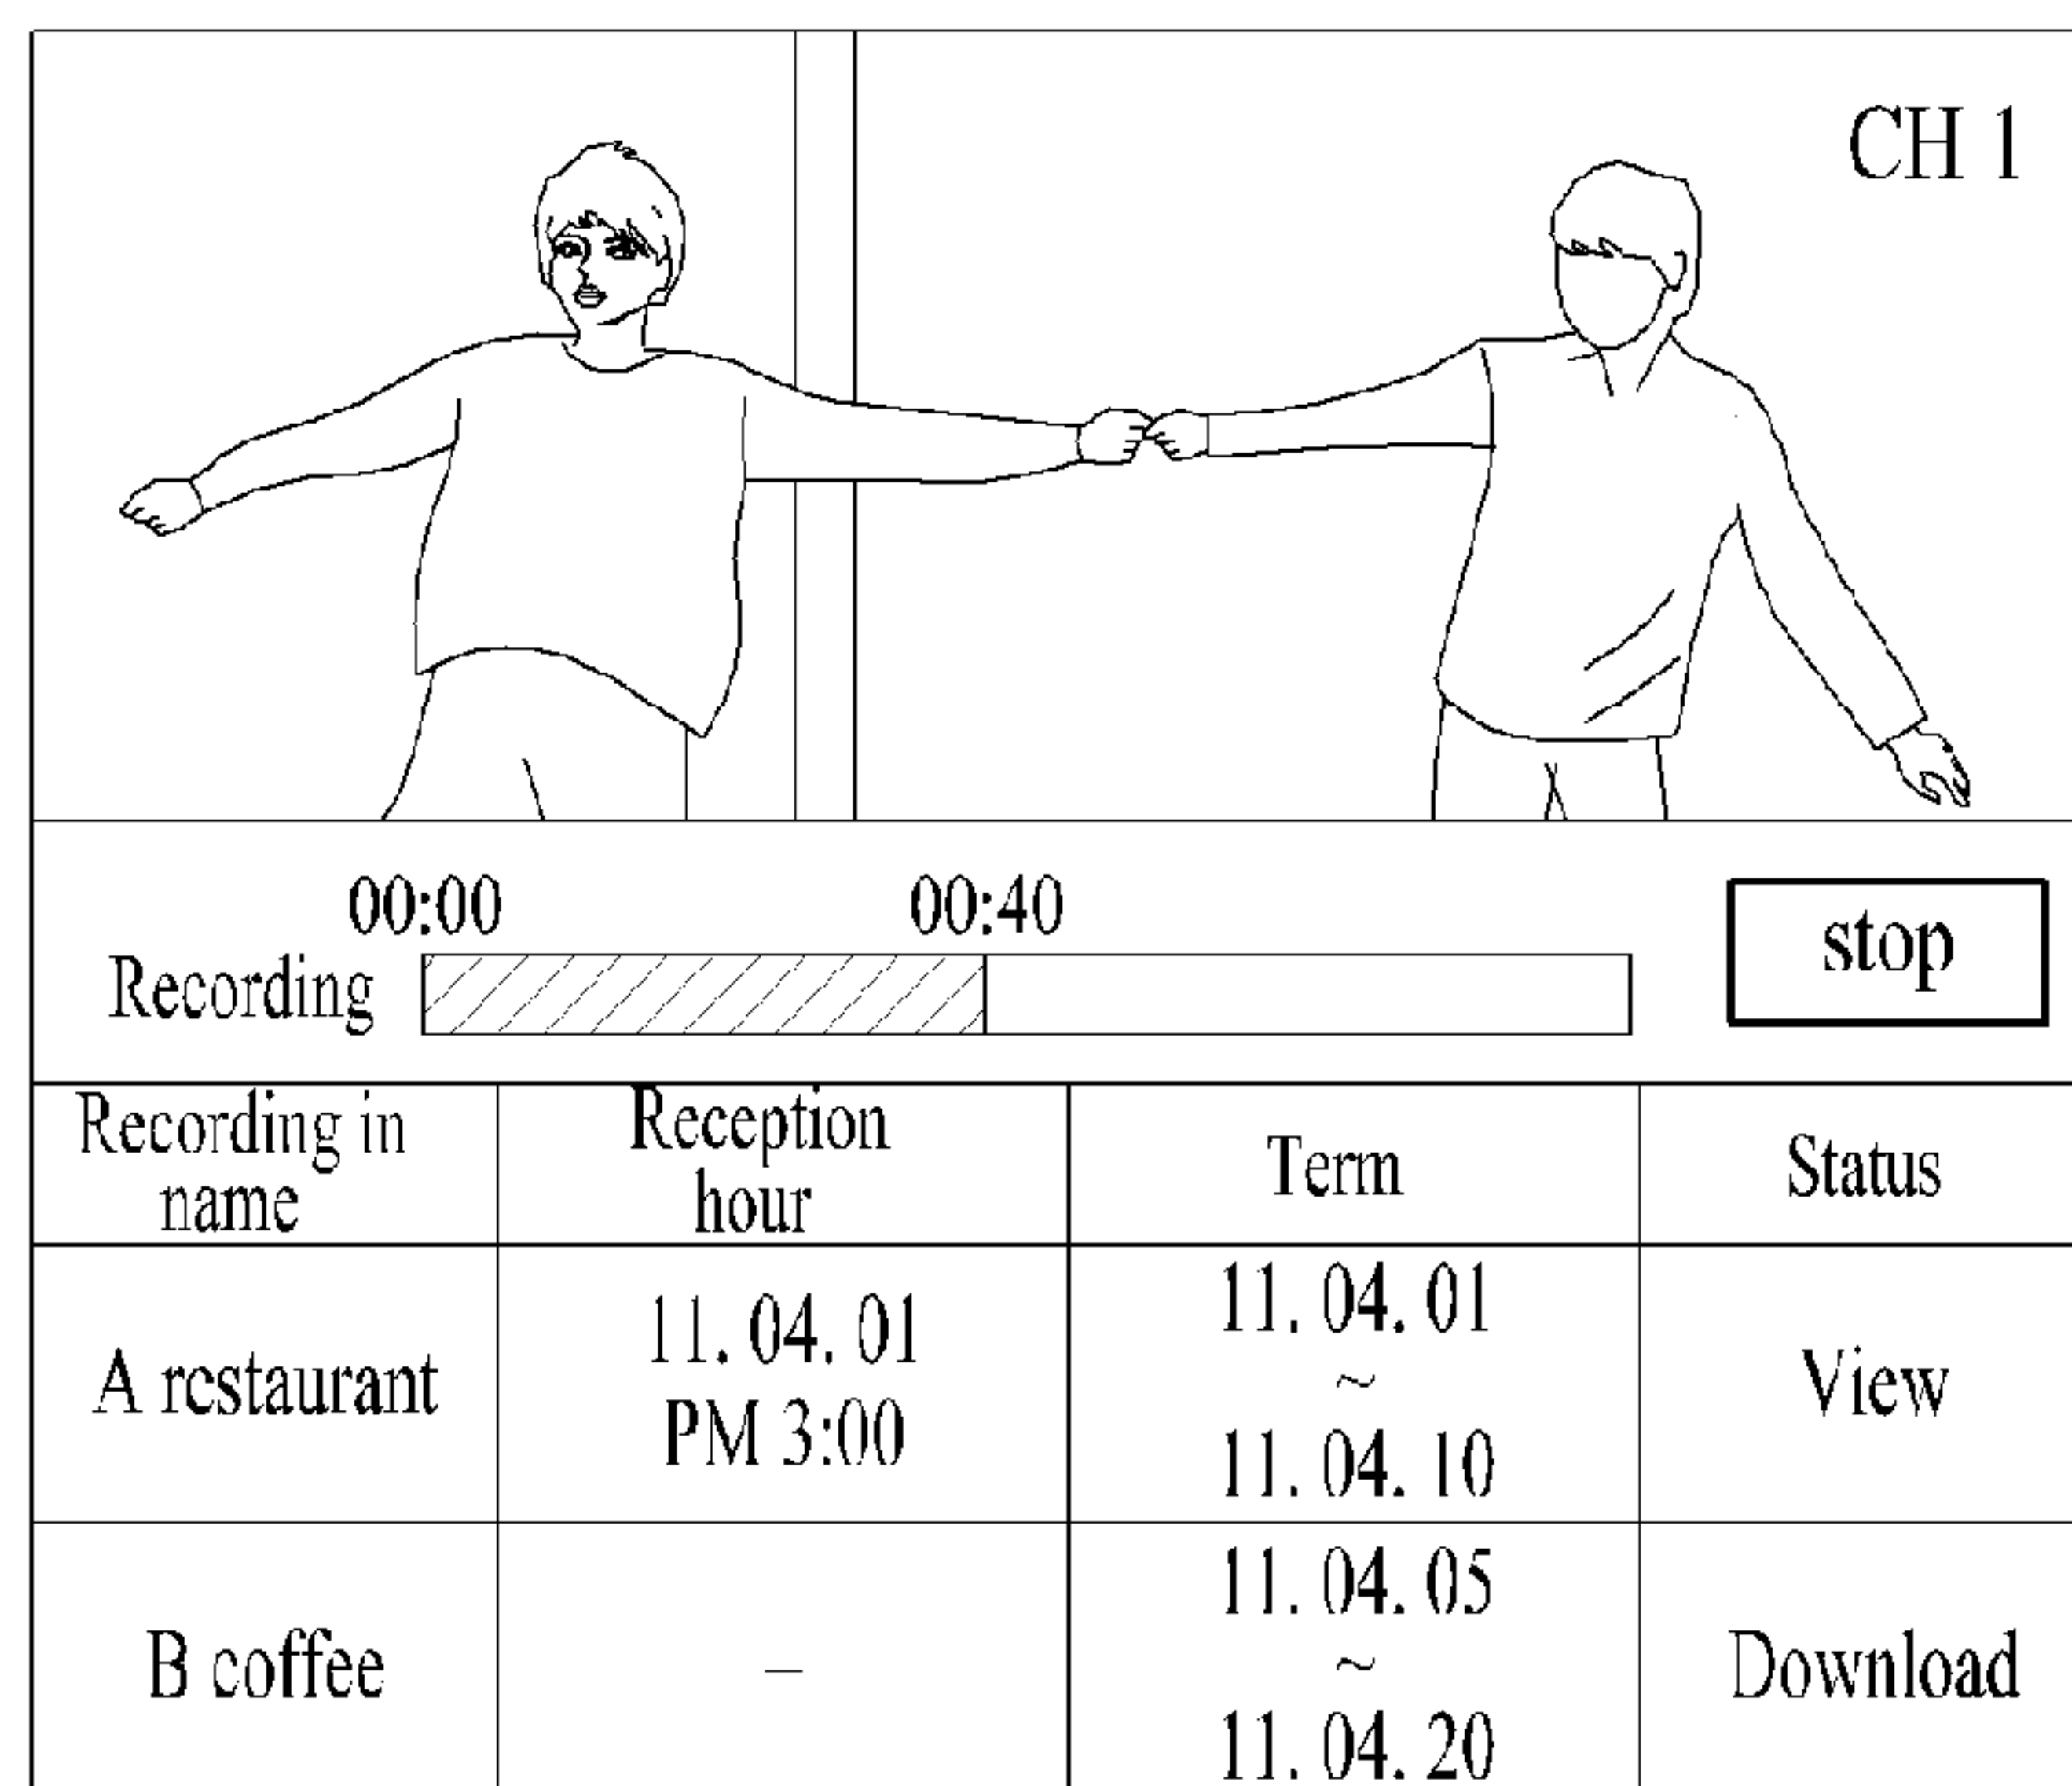 CH 1
00:00 00:40
Recording
stop
Recording in name
Reception hour
Term
Status
A restaurant
11. 04. 01
PM 3:00
11. 04. 01
~
11. 04. 10
View
B coffee
–
11. 04. 05
~
11. 04. 20
Download